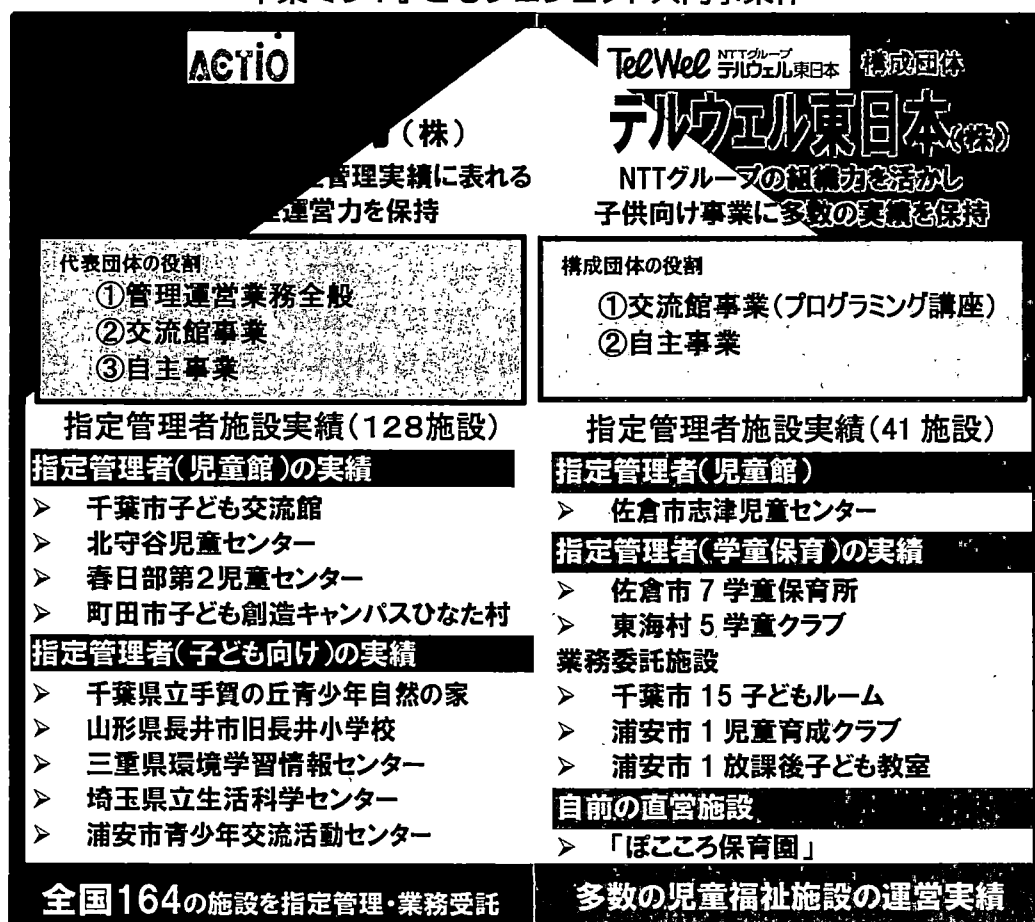 ACTiO
（株）
管理実績に表れる
運営力を保持
代表団体の役割
①管理運営業務全般
②交流館事業
③自主事業
指定管理者施設実績(128施設)
指定管理者(児童館)の実績
➢ 千葉市子ども交流館
➢ 北守谷児童センター
➢ 春日部第2児童センター
➢ 町田市子ども創造キャンパスひなた村
指定管理者(子ども向け)の実績
➢ 千葉県立手賀の丘青少年自然の家
➢ 山形県長井市旧長井小学校
➢ 三重県環境学習情報センター
➢ 埼玉県立生活科学センター
➢ 浦安市青少年交流活動センター
全国164の施設を指定管理・業務受託
TelWel NTTグループ テルウェル東日本 構成団体
テルウェル東日本(株)
NTTグループの組織力を活かし
子供向け事業に多数の実績を保持
構成団体の役割
①交流館事業(プログラミング講座)
②自主事業
指定管理者施設実績(41 施設)
指定管理者(児童館)
➢ 佐倉市志津児童センター
指定管理者(学童保育)の実績
➢ 佐倉市 7 学童保育所
➢ 東海村 5 学童クラブ
業務委託施設
➢ 千葉市 15 子どもルーム
➢ 浦安市 1 児童育成クラブ
➢ 浦安市 1 放課後子ども教室
自前の直営施設
➢ 「ぽこころ保育園」
多数の児童福祉施設の運営実績